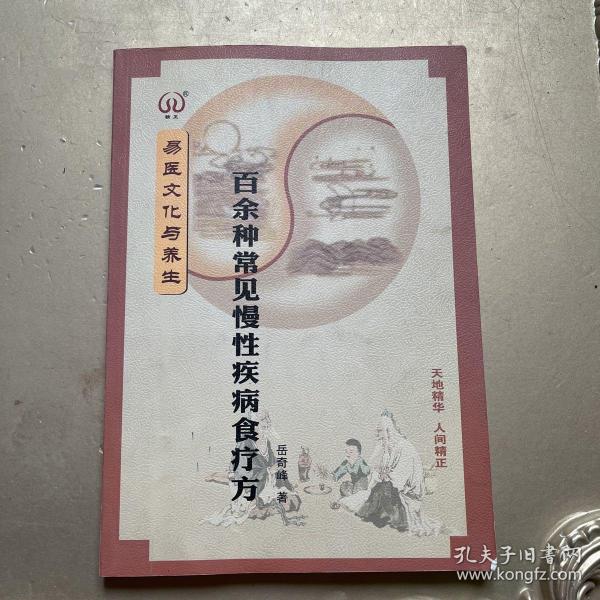 易医文化与养生
百余种常见慢性疾病食疗方
岳奇峰 著
天地精华 人间精正
孔夫子旧书网
www.kongfz.com